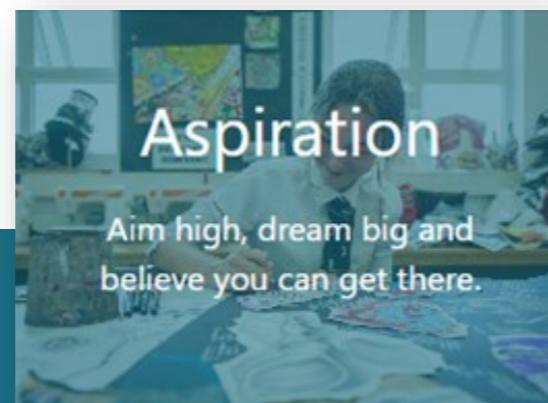 Aspiration
Aim high, dream big and
believe you can get there.